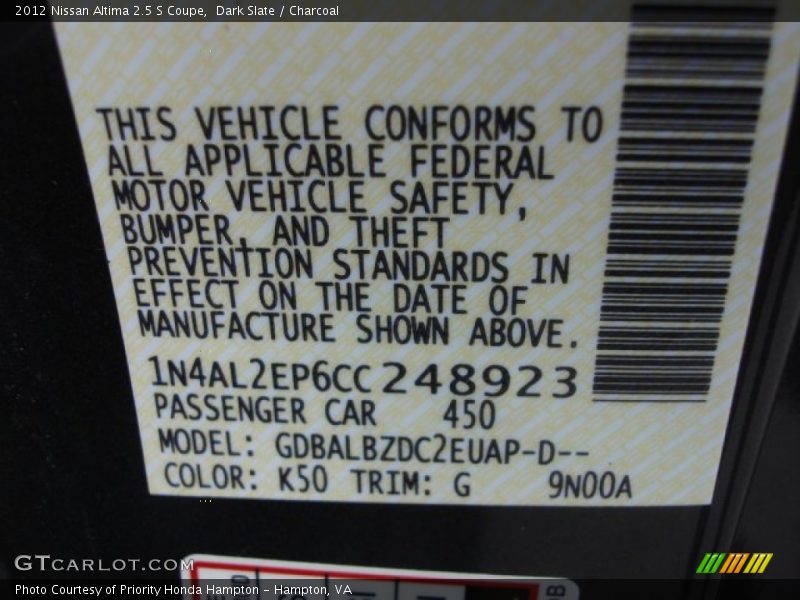 2012 Nissan Altima 2.5 S Coupe,  Dark Slate / Charcoal
THIS VEHICLE CONFORMS TO
ALL APPLICABLE FEDERAL
MOTOR VEHICLE SAFETY,
BUMPER, AND THEFT
PREVENTION STANDARDS IN
EFFECT ON THE DATE OF
MANUFACTURE SHOWN ABOVE.
1N4AL2EP6CC248923
PASSENGER CAR 450
MODEL: GDBALBZDC2EUAP-D--
COLOR: K50 TRIM: G 9N00A
GTCARLOT.COM
Photo Courtesy of Priority Honda Hampton - Hampton, VA